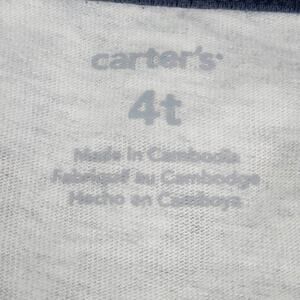 carter's
4t
Made in Cambodia
Fabriqué au Cambodge
Hecho en Camboya